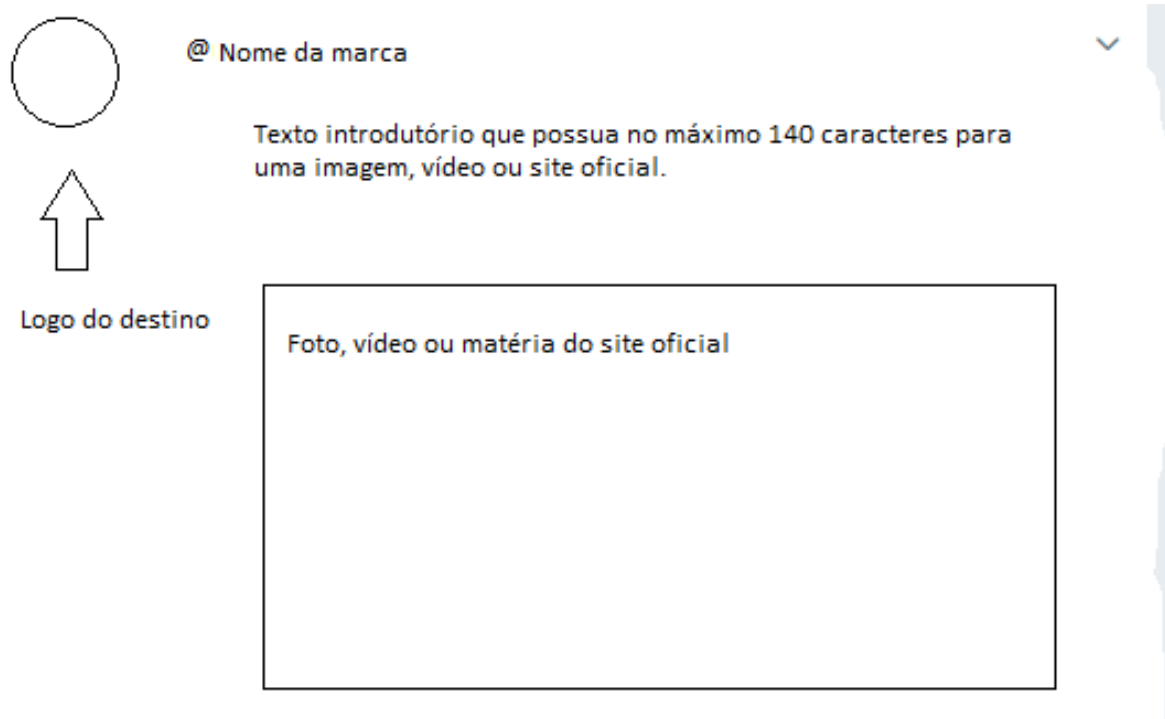 @ Nome da marca
Texto introdutório que possua no máximo 140 caracteres para
uma imagem, vídeo ou site oficial.
Logo do destino
Foto, vídeo ou matéria do site oficial